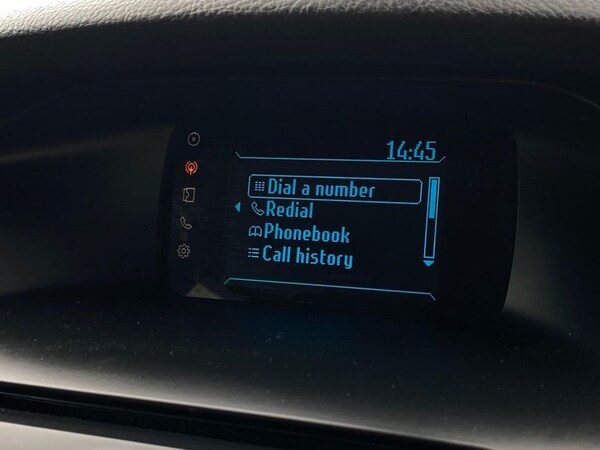 14:45
Dial a number
Redial
Phonebook
Call history